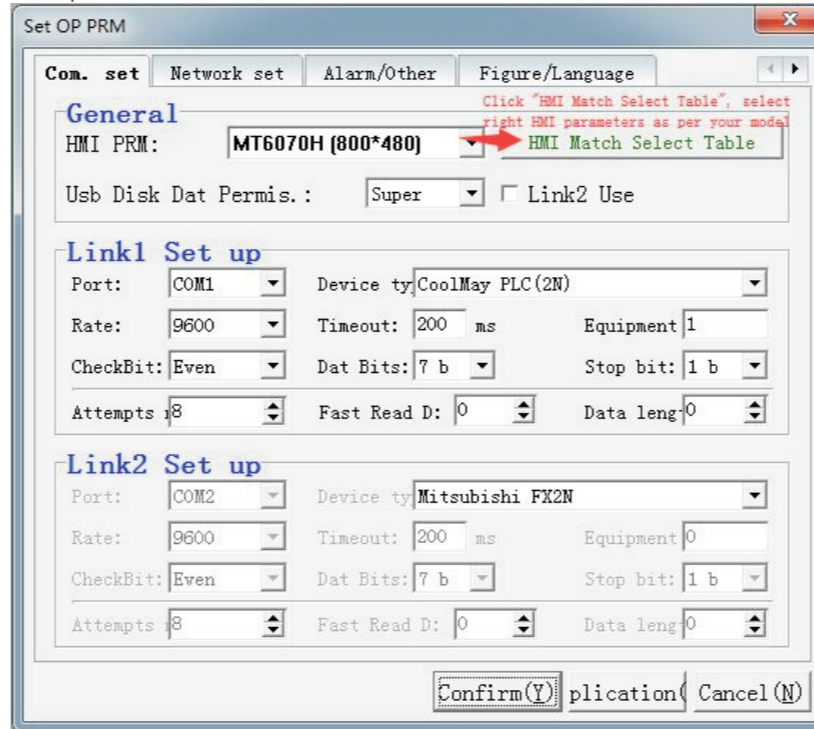 Set OP PRM
Com. set Network set Alarm/Other Figure/Language
General
Click "HMI Match Select Table", select
right HMI parameters as per your model
HMI PRM: MT6070H (800*480) HMI Match Select Table
Usb Disk Dat Permis.: Super Link2 Use
Link1 Set up
Port: COM1 Device ty CoolMay PLC(2N)
Rate: 9600 Timeout: 200 ms Equipment 1
CheckBit: Even Dat Bits: 7 b Stop bit: 1 b
Attempts 8 Fast Read D: 0 Data leng 0
Link2 Set up
Port: COM2 Device ty Mitsubishi FX2N
Rate: 9600 Timeout: 200 ms Equipment 0
CheckBit: Even Dat Bits: 7 b Stop bit: 1 b
Attempts 8 Fast Read D: 0 Data leng 0
Confirm(Y) plication( Cancel(N)